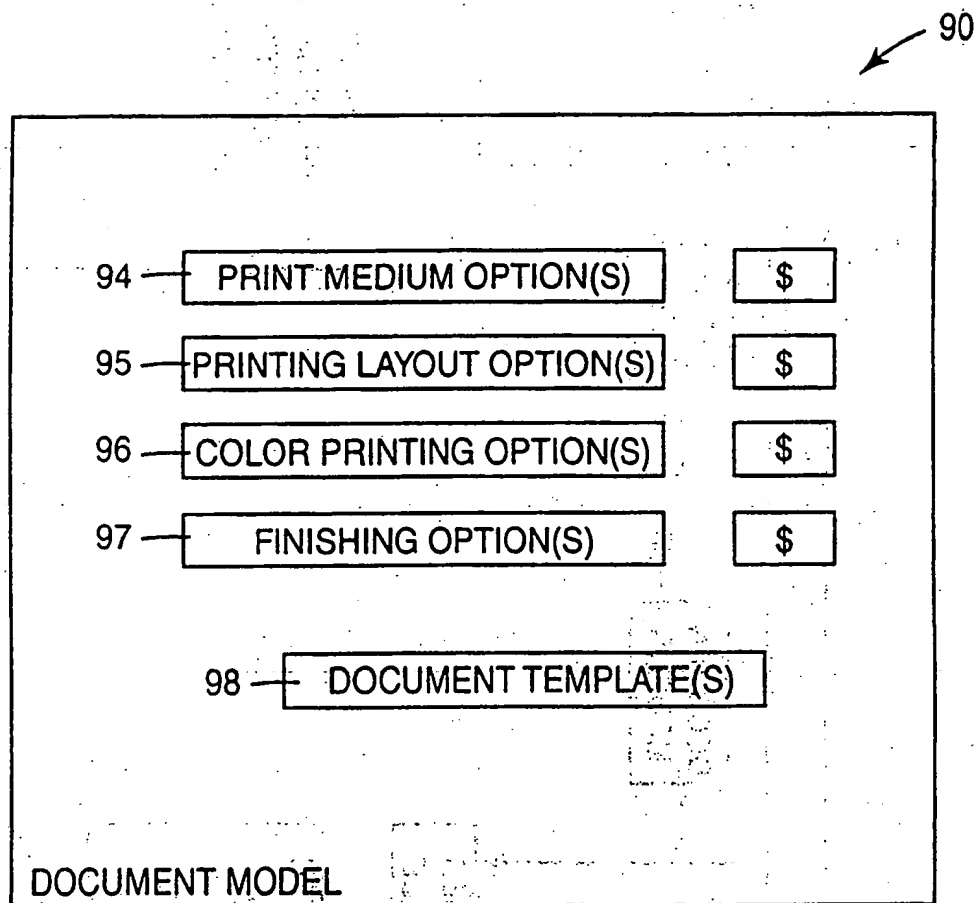 90
94 PRINT MEDIUM OPTION(S) $
95 PRINTING LAYOUT OPTION(S) $
96 COLOR PRINTING OPTION(S) $
97 FINISHING OPTION(S) $
98 DOCUMENT TEMPLATE(S)
DOCUMENT MODEL